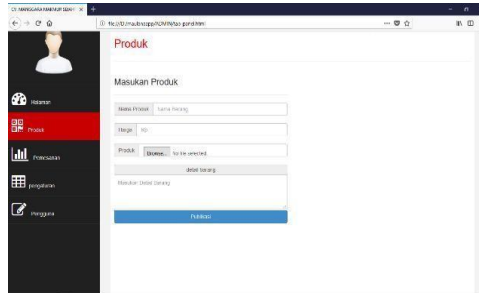 Produk
Masukan Produk
Halaman
Nama Produk Nama Barang
Produk
Harga
Produk Browse... No file selected.
Pemesanan
detail barang
Masukan Detail Barang
pengaturan
Publikasi
Pengguna